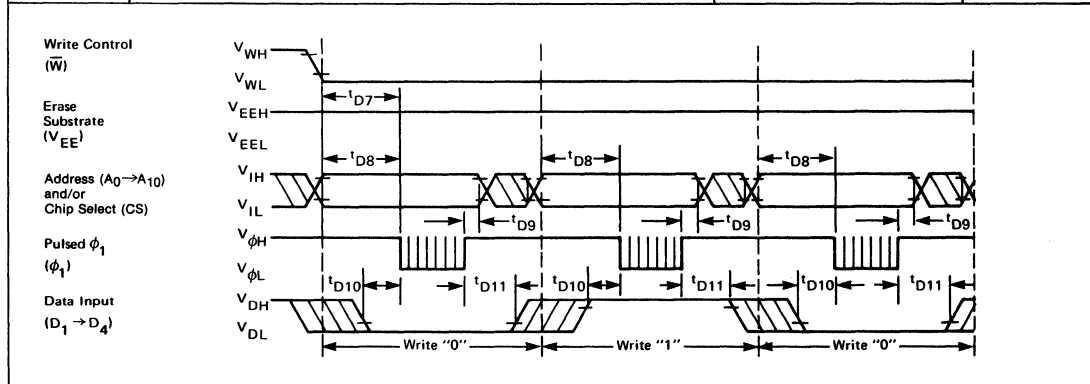 Write Control
(W̅)
V_WH
V_WL
t_D7
Erase
Substrate
(V_EE)
V_EEH
V_EEL
t_D8 t_D8 t_D8
Address (A0→A10)
and/or
Chip Select (CS)
V_IH
V_IL
t_D9 t_D9 t_D9
Pulsed ϕ1
(ϕ1)
V_ϕH
V_ϕL
t_D10 t_D11 t_D10 t_D11 t_D10 t_D11
Data Input
(D1 → D4)
V_DH
V_DL
Write "0" Write "1" Write "0"